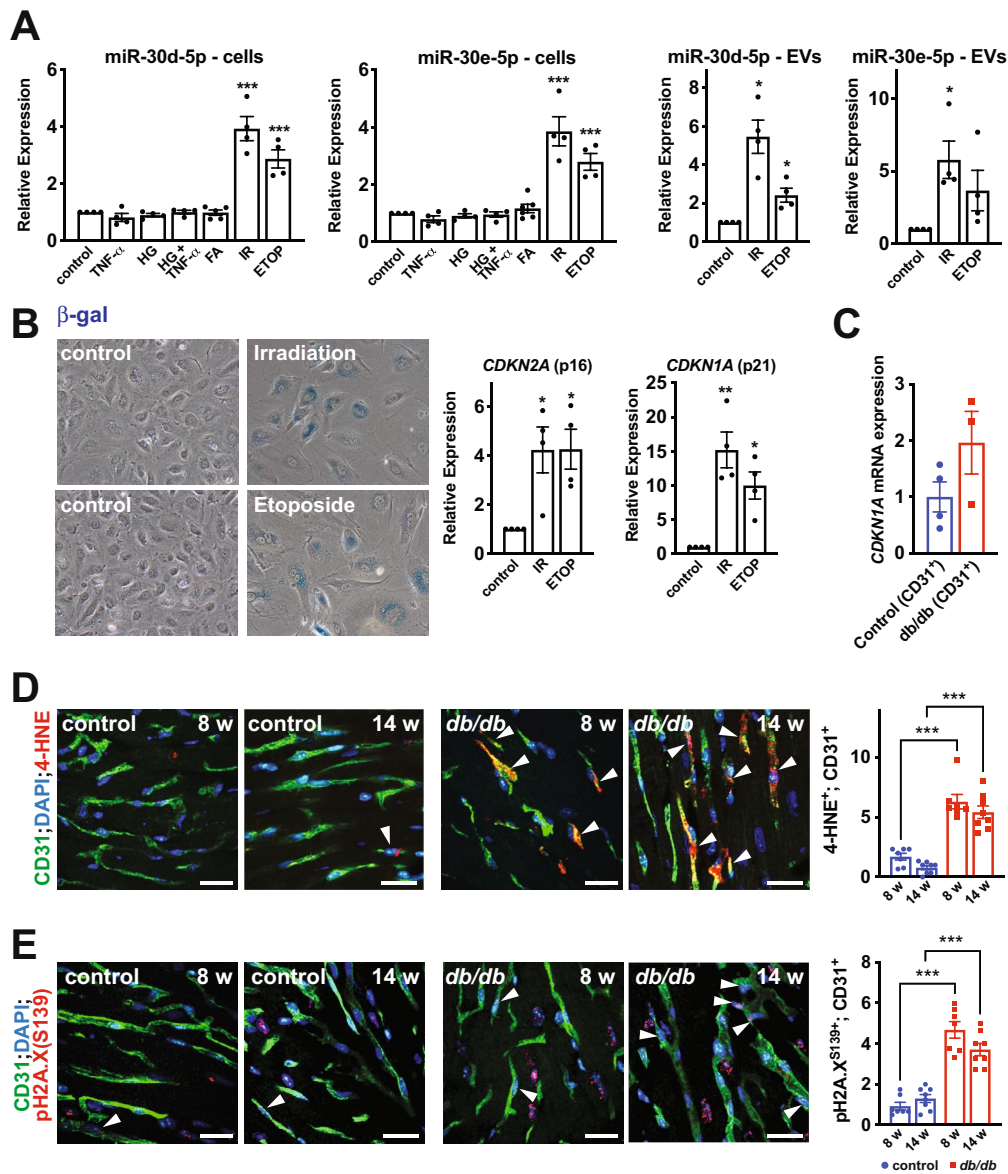 A
miR-30d-5p - cells
Relative Expression
6
4
2
0
control
TNF-α
HG
HG+
TNF-α
FA
IR
ETOP
***
***
miR-30e-5p - cells
Relative Expression
6
4
2
0
control
TNF-α
HG
HG+
TNF-α
FA
IR
ETOP
***
***
miR-30d-5p - EVs
Relative Expression
8
6
4
2
0
control
IR
ETOP
*
*
miR-30e-5p - EVs
Relative Expression
10
5
0
control
IR
ETOP
*
B
β-gal
control
Irradiation
control
Etoposide
CDKN2A (p16)
Relative Expression
6
4
2
0
control
IR
ETOP
*
*
CDKN1A (p21)
Relative Expression
25
20
15
10
5
0
control
IR
ETOP
**
*
C
CDKN1A mRNA expression
3
2
1
0
Control (CD31+)
db/db (CD31+)
D
CD31;DAPI;4-HNE
control
8 w
control
14 w
db/db
8 w
db/db
14 w
4-HNE+; CD31+
10
5
0
8 w
14 w
8 w
14 w
***
***
E
CD31;DAPI;
pH2A.X(S139)
control
8 w
control
14 w
db/db
8 w
db/db
14 w
pH2A.XS139+; CD31+
8
6
4
2
0
8 w
14 w
8 w
14 w
***
***
control
db/db